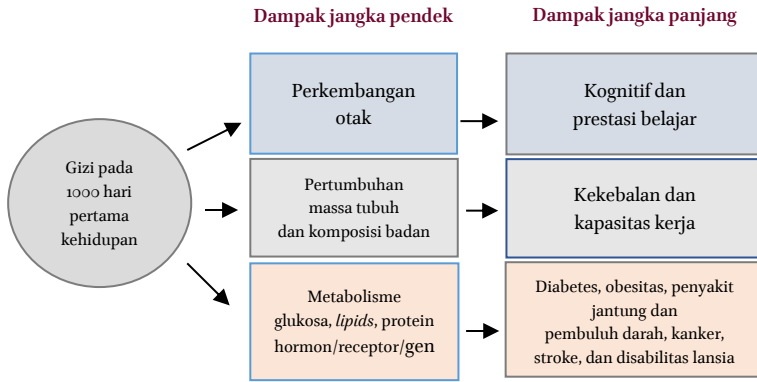 Dampak jangka pendek
Dampak jangka panjang
Gizi pada
1000 hari
pertama
kehidupan
Perkembangan
otak
Kognitif dan
prestasi belajar
Pertumbuhan
massa tubuh
dan komposisi badan
Kekebalan dan
kapasitas kerja
Metabolisme
glukosa, lipids, protein
hormon/receptor/gen
Diabetes, obesitas, penyakit
jantung dan
pembuluh darah, kanker,
stroke, dan disabilitas lansia